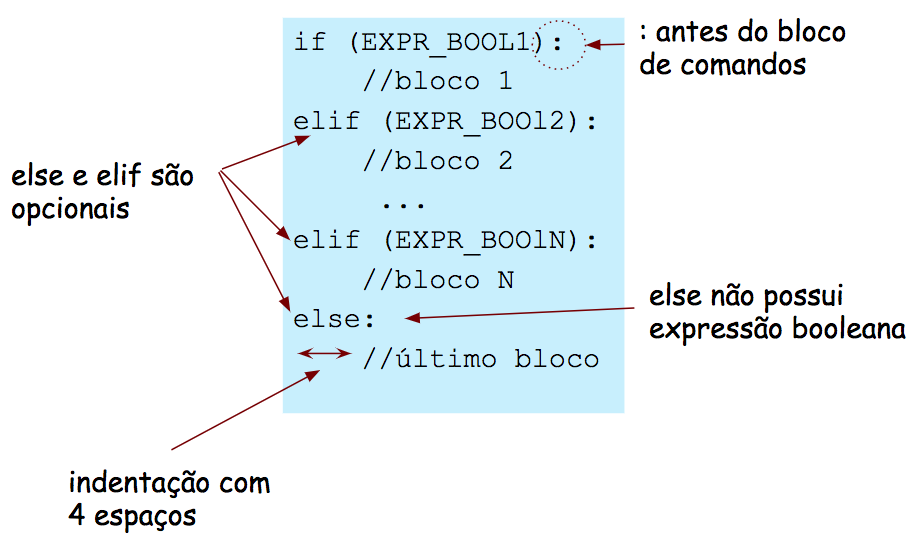 if (EXPR_BOOL1):
//bloco 1
elif (EXPR_BOOl2):
//bloco 2
...
elif (EXPR_BOOlN):
//bloco N
else:
//último bloco
: antes do bloco
de comandos
else e elif são
opcionais
else não possui
expressão booleana
indentação com
4 espaços